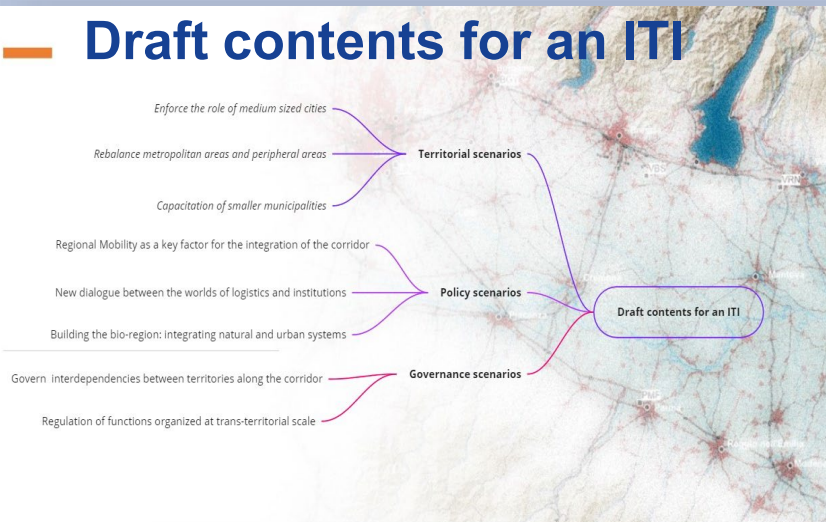 Draft contents for an ITI
Enforce the role of medium sized cities
Rebalance metropolitan areas and peripheral areas
Territorial scenarios
Capacitation of smaller municipalities
Regional Mobility as a key factor for the integration of the corridor
New dialogue between the worlds of logistics and institutions
Policy scenarios
Building the bio-region: integrating natural and urban systems
Draft contents for an ITI
Govern interdependencies between territories along the corridor
Governance scenarios
Regulation of functions organized at trans-territorial scale
VBS
VRN
PMF